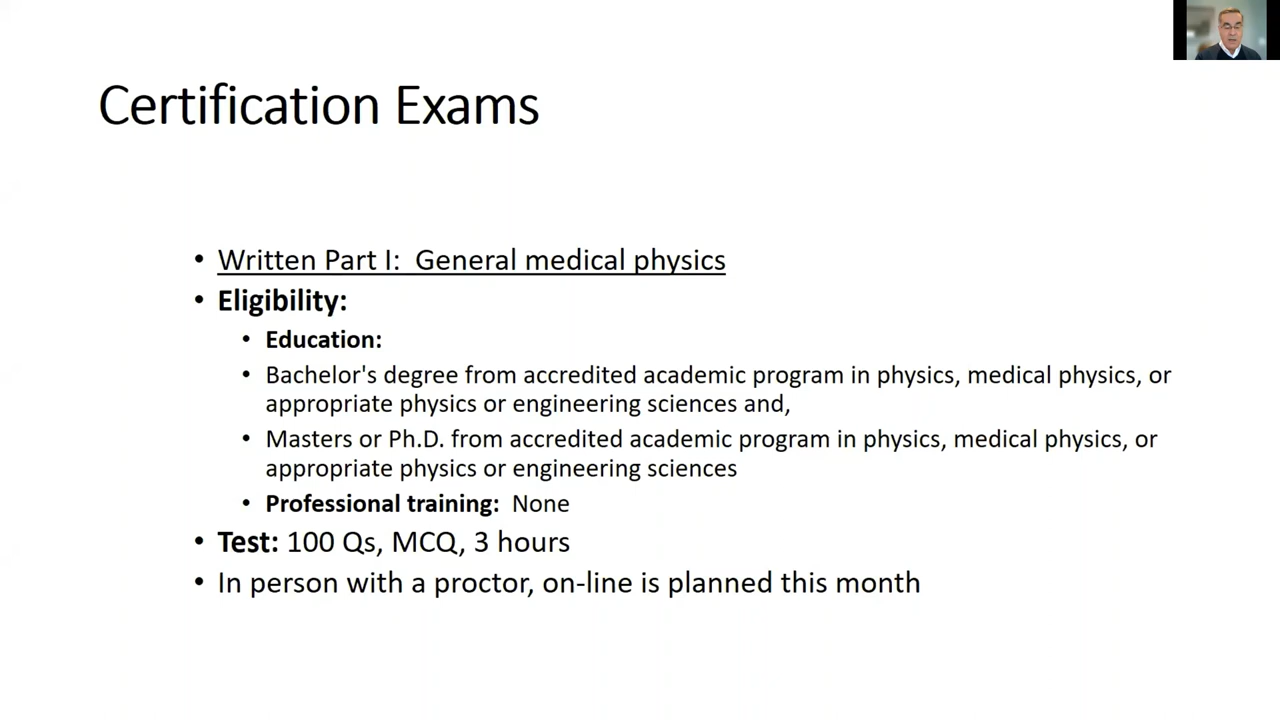 Certification Exams
• Written Part I:  General medical physics
• Eligibility:
• Education:
• Bachelor's degree from accredited academic program in physics, medical physics, or
appropriate physics or engineering sciences and,
• Masters or Ph.D. from accredited academic program in physics, medical physics, or
appropriate physics or engineering sciences
• Professional training:  None
• Test: 100 Qs, MCQ, 3 hours
• In person with a proctor, on-line is planned this month